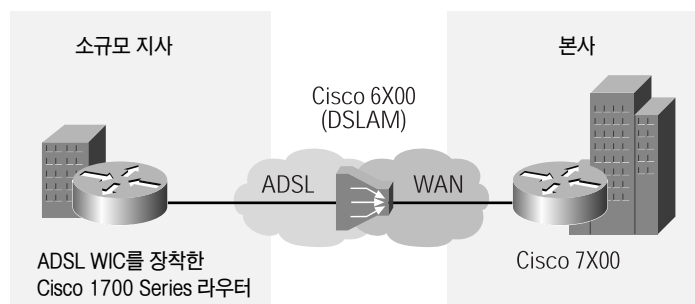 소규모 지사
본사
Cisco 6X00
(DSLAM)
ADSL
WAN
ADSL WIC를 장착한
Cisco 1700 Series 라우터
Cisco 7X00